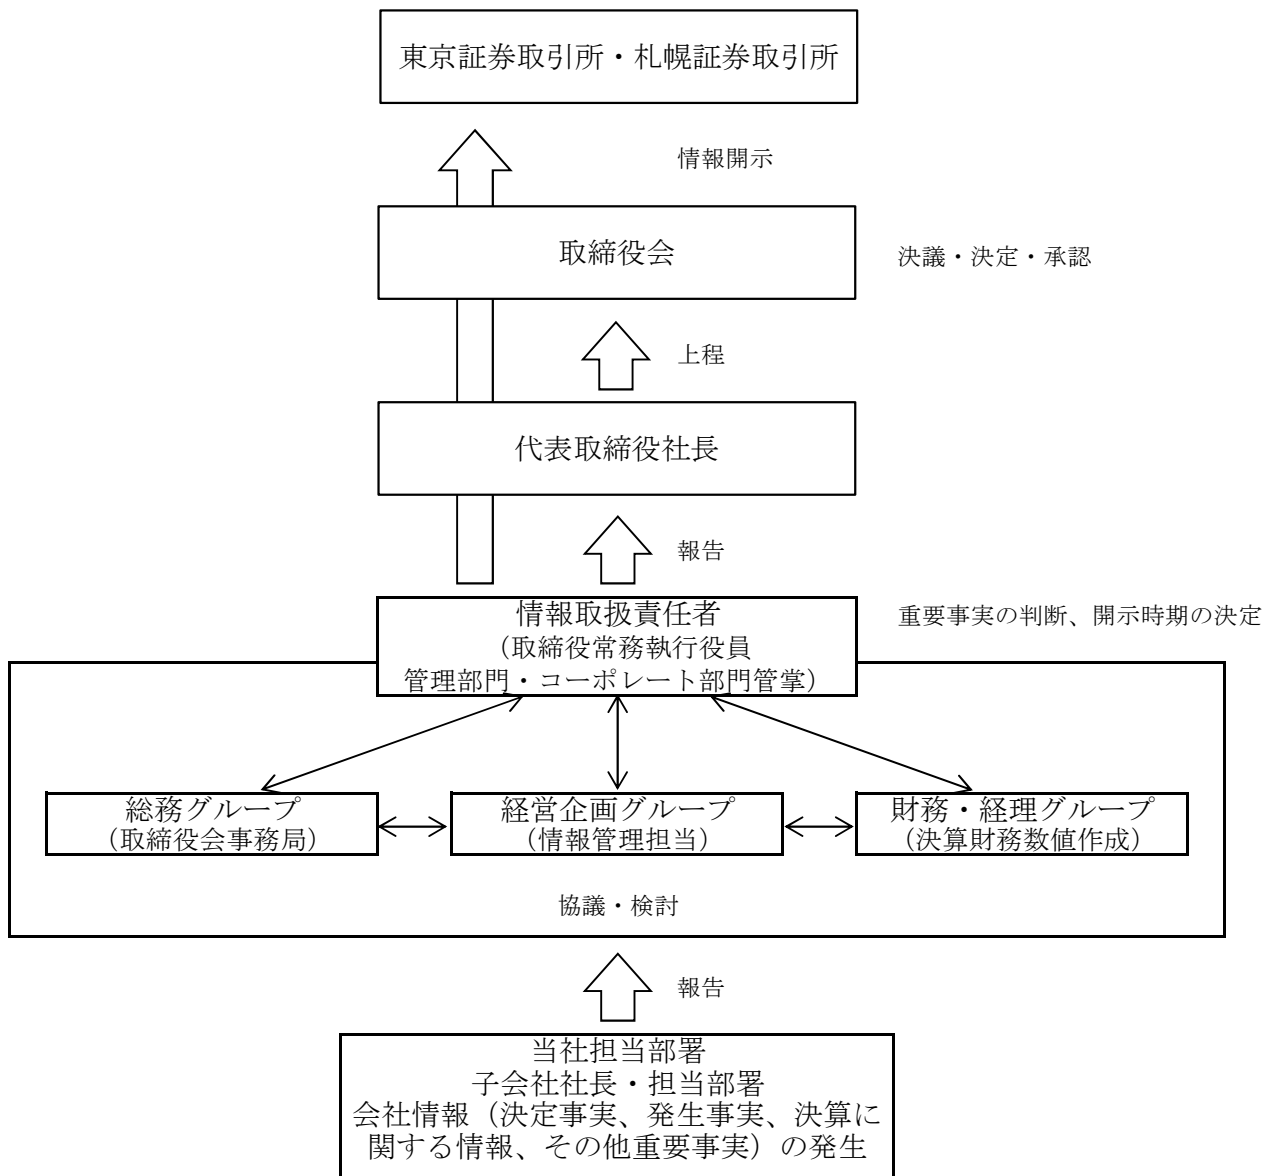 東京証券取引所・札幌証券取引所
情報開示
取締役会
決議・決定・承認
上程
代表取締役社長
報告
情報取扱責任者
（取締役常務執行役員
管理部門・コーポレート部門管掌）
重要事実の判断、開示時期の決定
総務グループ
（取締役会事務局）
経営企画グループ
（情報管理担当）
財務・経理グループ
（決算財務数値作成）
協議・検討
報告
当社担当部署
子会社社長・担当部署
会社情報（決定事実、発生事実、決算に
関する情報、その他重要事実）の発生